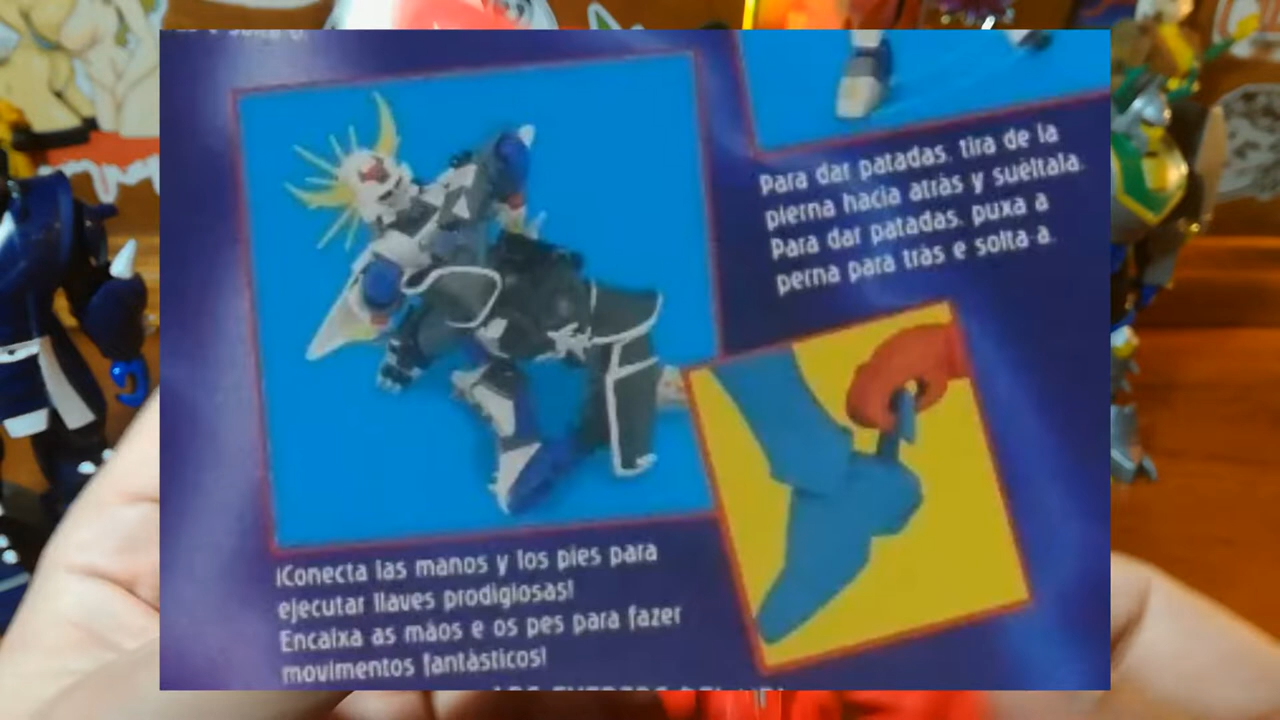 Para dar patadas, tira de la
pierna hacia atrás y suéltala.
Para dar patadas, puxa a
perna para trás e solta-a.
¡Conecta las manos y los pies para
ejecutar llaves prodigiosas!
Encaixa as mãos e os pes para fazer
movimentos fantásticos!